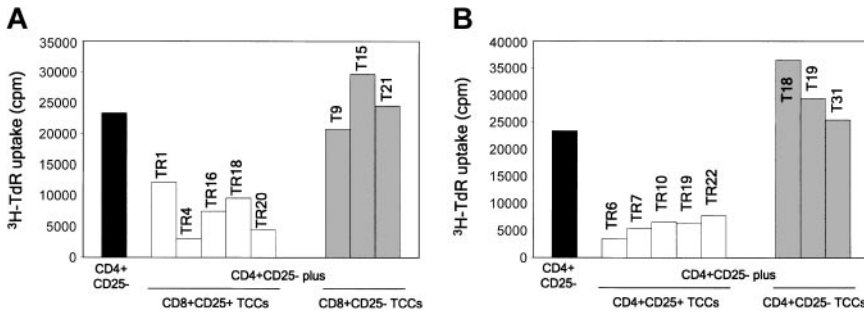 A
35000
30000
25000
20000
15000
10000
5000
0
³H-TdR uptake (cpm)
TR1
TR4
TR16
TR18
TR20
T9
T15
T21
CD4+
CD25-
CD4+CD25- plus
CD8+CD25+ TCCs
CD8+CD25- TCCs
B
40000
35000
30000
25000
20000
15000
10000
5000
0
³H-TdR uptake (cpm)
TR6
TR7
TR10
TR19
TR22
T18
T19
T31
CD4+
CD25-
CD4+CD25- plus
CD4+CD25+ TCCs
CD4+CD25- TCCs